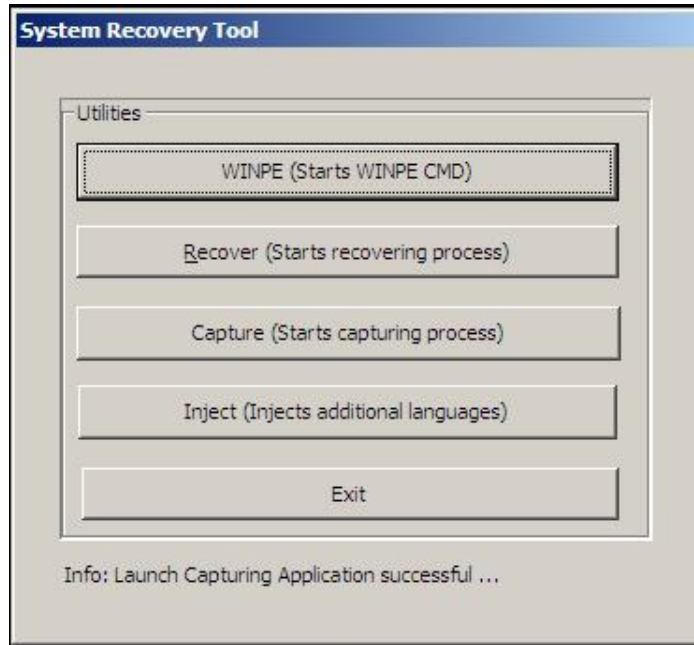 System Recovery Tool
Utilities
WINPE (Starts WINPE CMD)
Recover (Starts recovering process)
Capture (Starts capturing process)
Inject (Injects additional languages)
Exit
Info: Launch Capturing Application successful ...